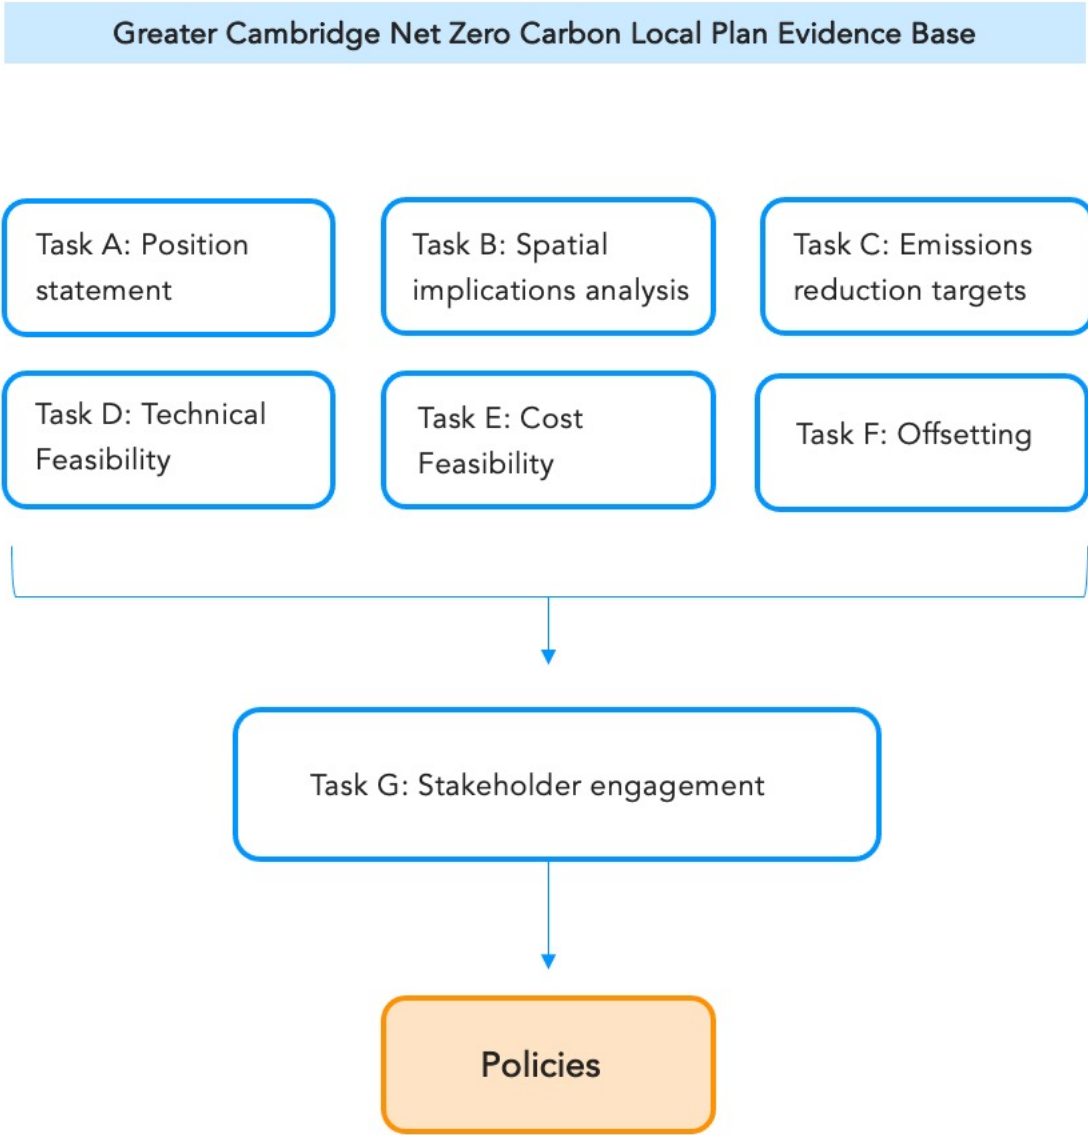 Greater Cambridge Net Zero Carbon Local Plan Evidence Base
Task A: Position
statement
Task B: Spatial
implications analysis
Task C: Emissions
reduction targets
Task D: Technical
Feasibility
Task E: Cost
Feasibility
Task F: Offsetting
Task G: Stakeholder engagement
Policies